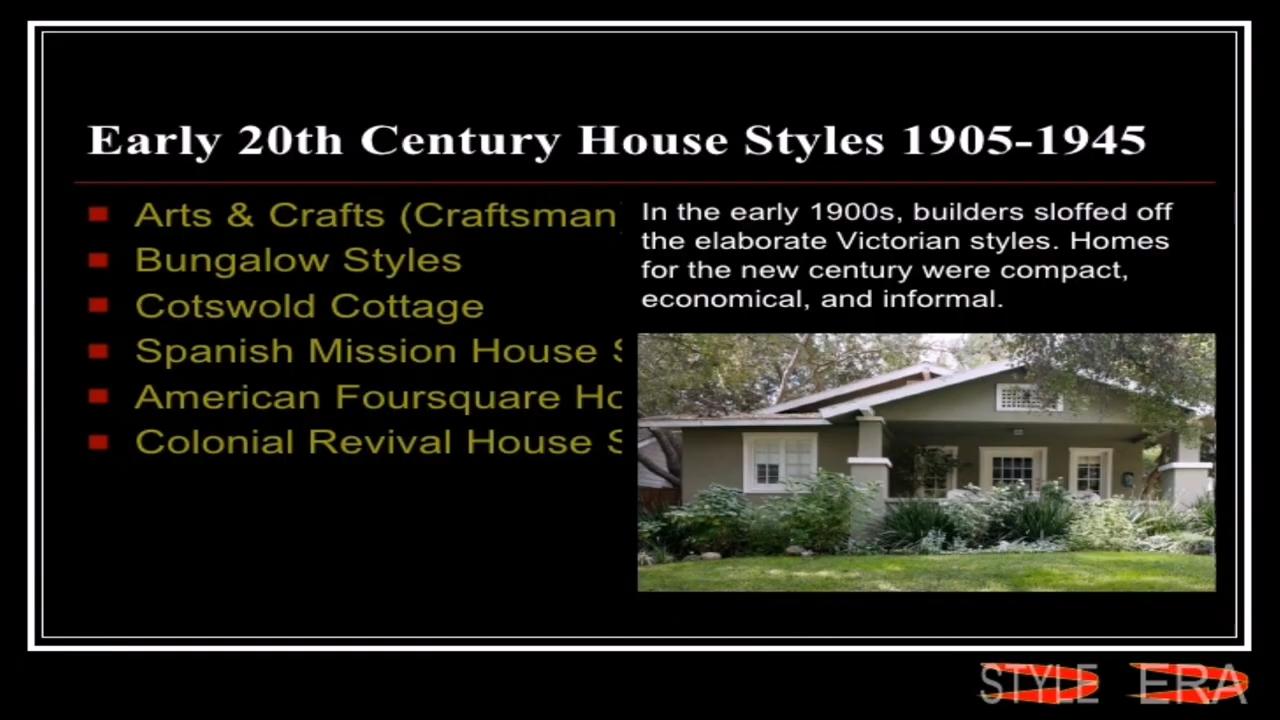 Early 20th Century House Styles 1905-1945
Arts & Crafts (Craftsman)
Bungalow Styles
Cotswold Cottage
Spanish Mission House S
American Foursquare Ho
Colonial Revival House S
In the early 1900s, builders sloffed off
the elaborate Victorian styles. Homes
for the new century were compact,
economical, and informal.
STYLE ERA